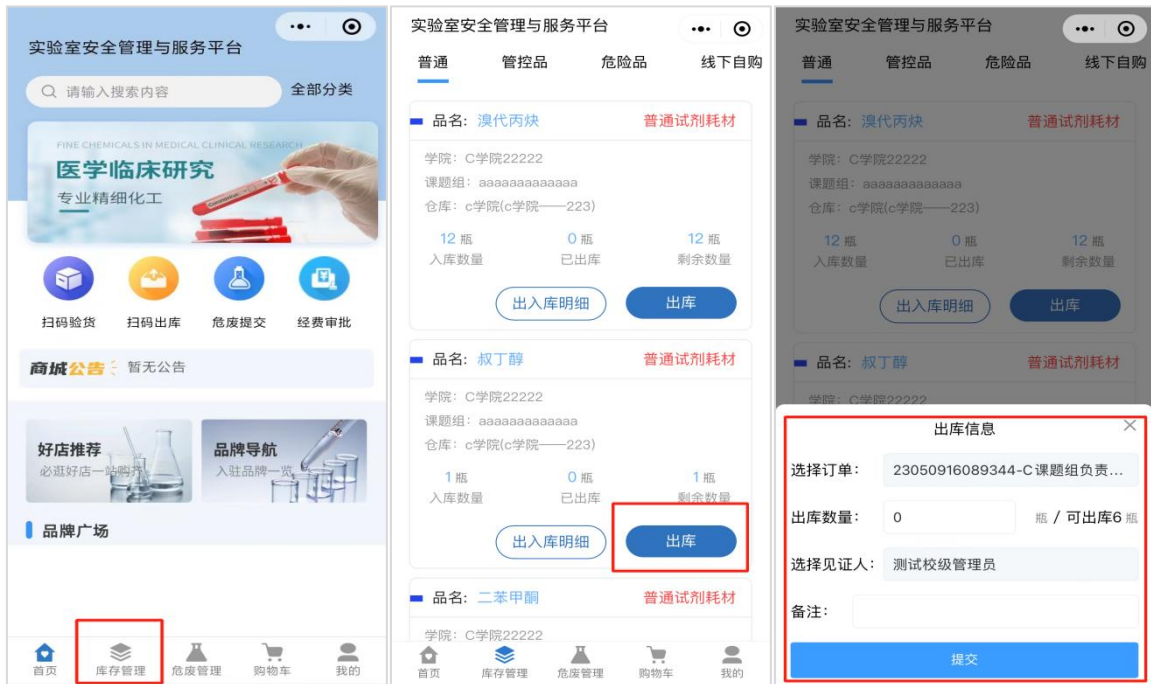 实验室安全管理与服务平台
请输入搜索内容
全部分类
FINE CHEMICALS IN MEDICAL CLINICAL RESEARCH
医学临床研究
专业精细化工
扫码验货
扫码出库
危废提交
经费审批
商城公告
暂无公告
好店推荐
必逛好店一站购齐
品牌导航
入驻品牌一览
品牌广场
首页
库存管理
危废管理
购物车
我的
实验室安全管理与服务平台
普通 管控品 危险品 线下自购
品名: 溴代丙炔 普通试剂耗材
学院: C学院22222
课题组: aaaaaaaaaaaaa
仓库: c学院(c学院——223)
12 瓶 0 瓶 12 瓶
入库数量 已出库 剩余数量
出入库明细 出库
品名: 叔丁醇 普通试剂耗材
学院: C学院22222
课题组: aaaaaaaaaaaaa
仓库: c学院(c学院——223)
1 瓶 0 瓶 1 瓶
入库数量 已出库 剩余数量
出入库明细 出库
品名: 二苯甲酮 普通试剂耗材
学院: C学院22222
首页 库存管理 危废管理 购物车 我的
实验室安全管理与服务平台
普通 管控品 危险品 线下自购
品名: 溴代丙炔 普通试剂耗材
学院: C学院22222
课题组: aaaaaaaaaaaaa
仓库: c学院(c学院——223)
12 瓶 0 瓶 12 瓶
入库数量 已出库 剩余数量
出入库明细 出库
品名: 叔丁醇 普通试剂耗材
学院: C学院22222
出库信息
选择订单: 23050916089344-C课题组负责...
出库数量: 0 瓶 / 可出库6 瓶
选择见证人: 测试校级管理员
备注:
提交